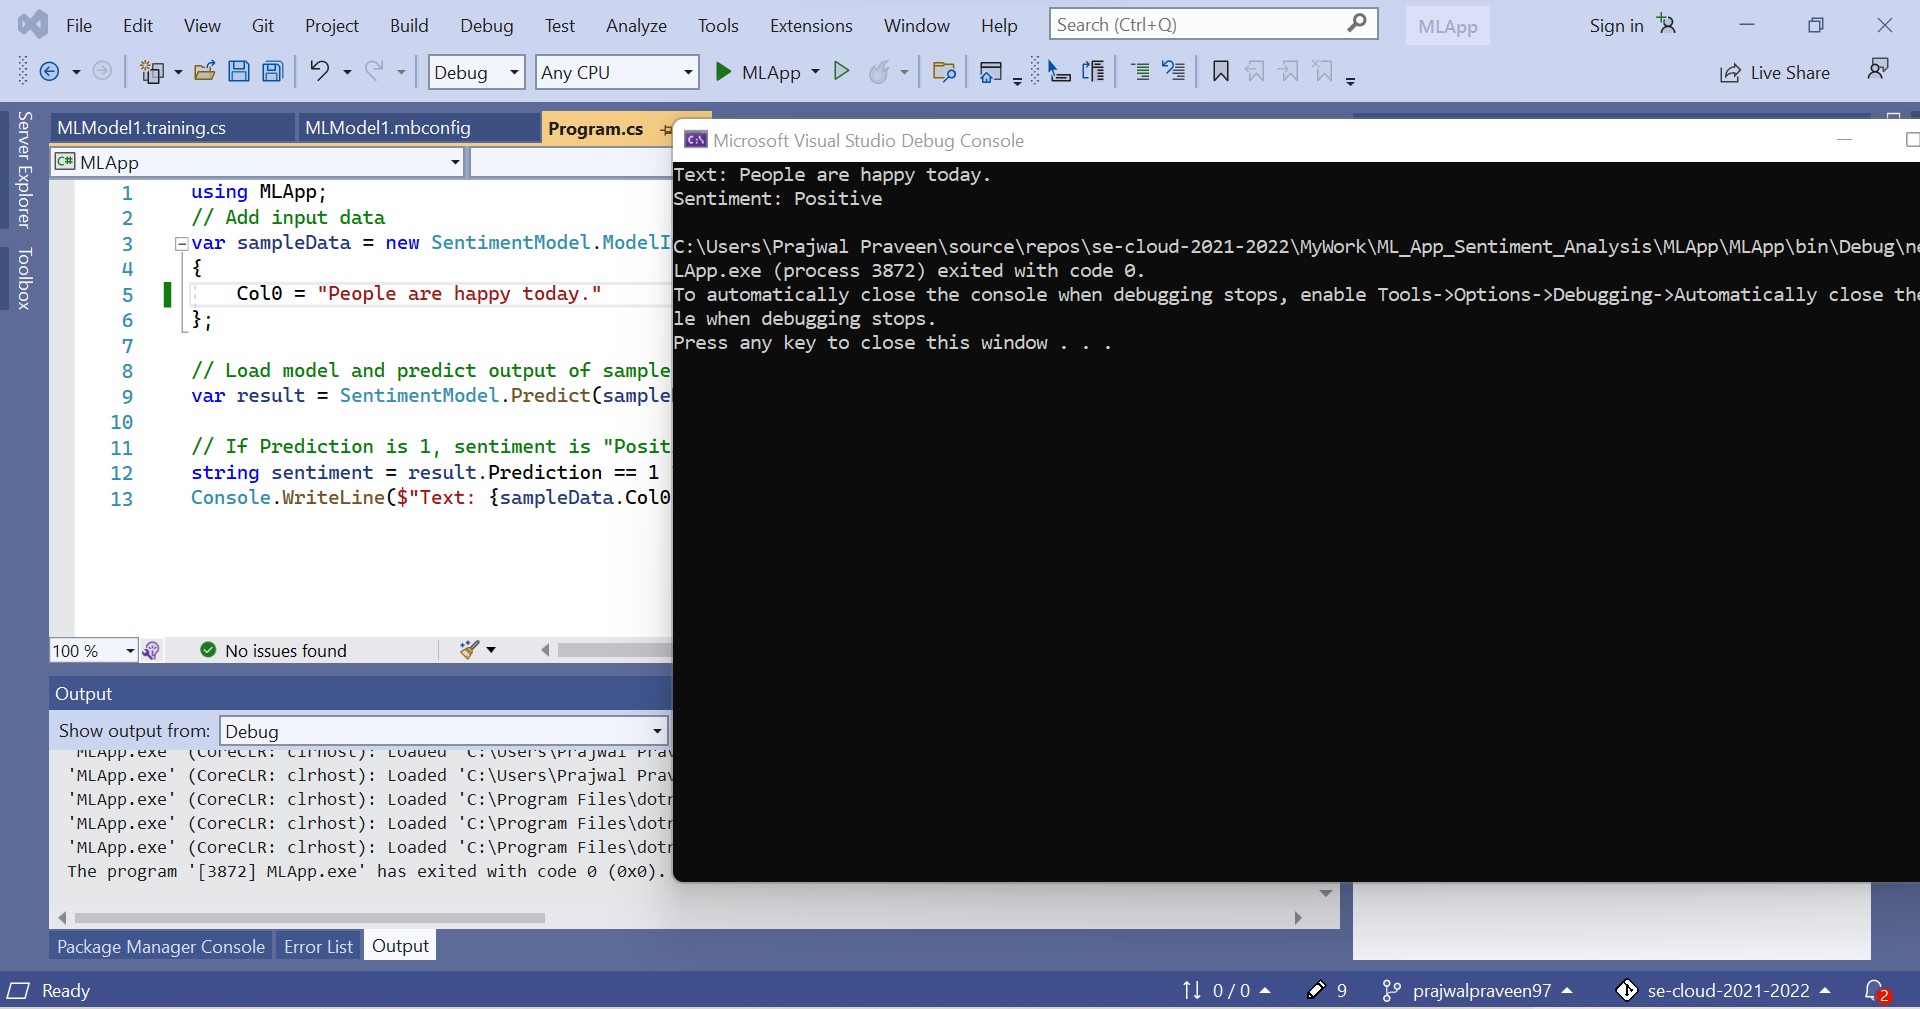 File Edit View Git Project Build Debug Test Analyze Tools Extensions Window Help Search (Ctrl+Q) MLApp Sign in
Debug Any CPU MLApp Live Share
Server Explorer
Toolbox
MLModel1.training.cs MLModel1.mbconfig Program.cs
C# MLApp
1 using MLApp;
2 // Add input data
3 var sampleData = new SentimentModel.ModelI
4 {
5 Col0 = "People are happy today."
6 };
7
8 // Load model and predict output of sample
9 var result = SentimentModel.Predict(sample
10
11 // If Prediction is 1, sentiment is "Posit
12 string sentiment = result.Prediction == 1
13 Console.WriteLine($"Text: {sampleData.Col0
100 % No issues found
Microsoft Visual Studio Debug Console
Text: People are happy today.
Sentiment: Positive
C:\Users\Prajwal Praveen\source\repos\se-cloud-2021-2022\MyWork\ML_App_Sentiment_Analysis\MLApp\MLApp\bin\Debug\ne
LApp.exe (process 3872) exited with code 0.
To automatically close the console when debugging stops, enable Tools->Options->Debugging->Automatically close the
le when debugging stops.
Press any key to close this window . . .
Output
Show output from: Debug
'MLApp.exe' (CoreCLR: clrhost): Loaded 'C:\Users\Prajwal Prav
'MLApp.exe' (CoreCLR: clrhost): Loaded 'C:\Users\Prajwal Prav
'MLApp.exe' (CoreCLR: clrhost): Loaded 'C:\Program Files\dotn
'MLApp.exe' (CoreCLR: clrhost): Loaded 'C:\Program Files\dotn
'MLApp.exe' (CoreCLR: clrhost): Loaded 'C:\Program Files\dotn
The program '[3872] MLApp.exe' has exited with code 0 (0x0).
Package Manager Console Error List Output
Ready 0 / 0 9 prajwalpraveen97 se-cloud-2021-2022 2